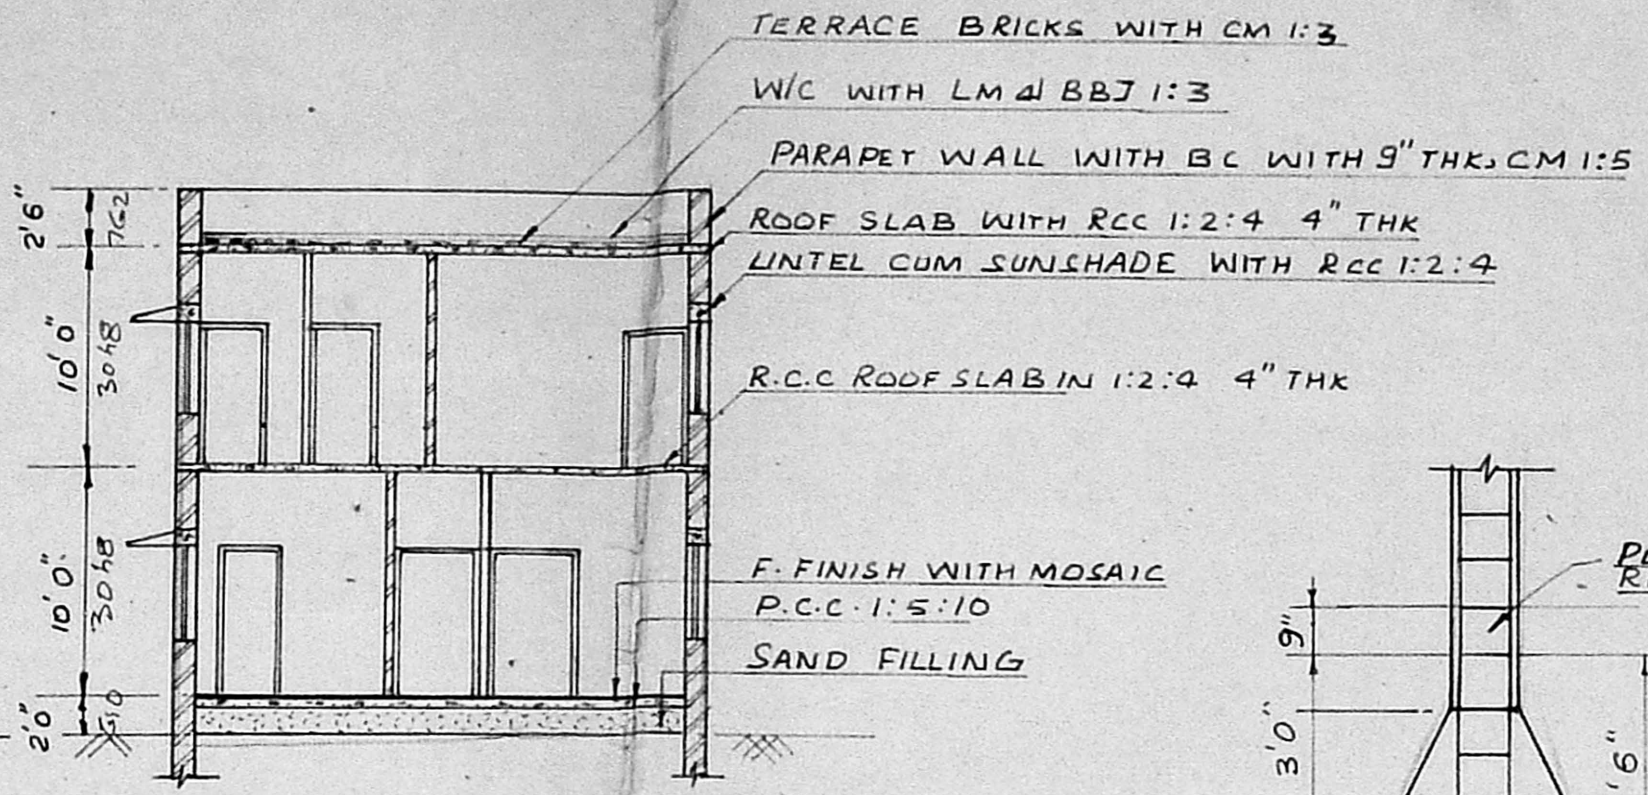 TERRACE BRICKS WITH CM 1:3
W/C WITH LM & BBJ 1:3
PARAPET WALL WITH BC WITH 9" THK, CM 1:5
ROOF SLAB WITH RCC 1:2:4 4" THK
LINTEL CUM SUNSHADE WITH RCC 1:2:4
R.C.C ROOF SLAB IN 1:2:4 4" THK
F. FINISH WITH MOSAIC
P.C.C. 1:5:10
SAND FILLING
2'6"
762
10'0"
3048
10'0"
3048
2'0"
9"
3'0"
6"